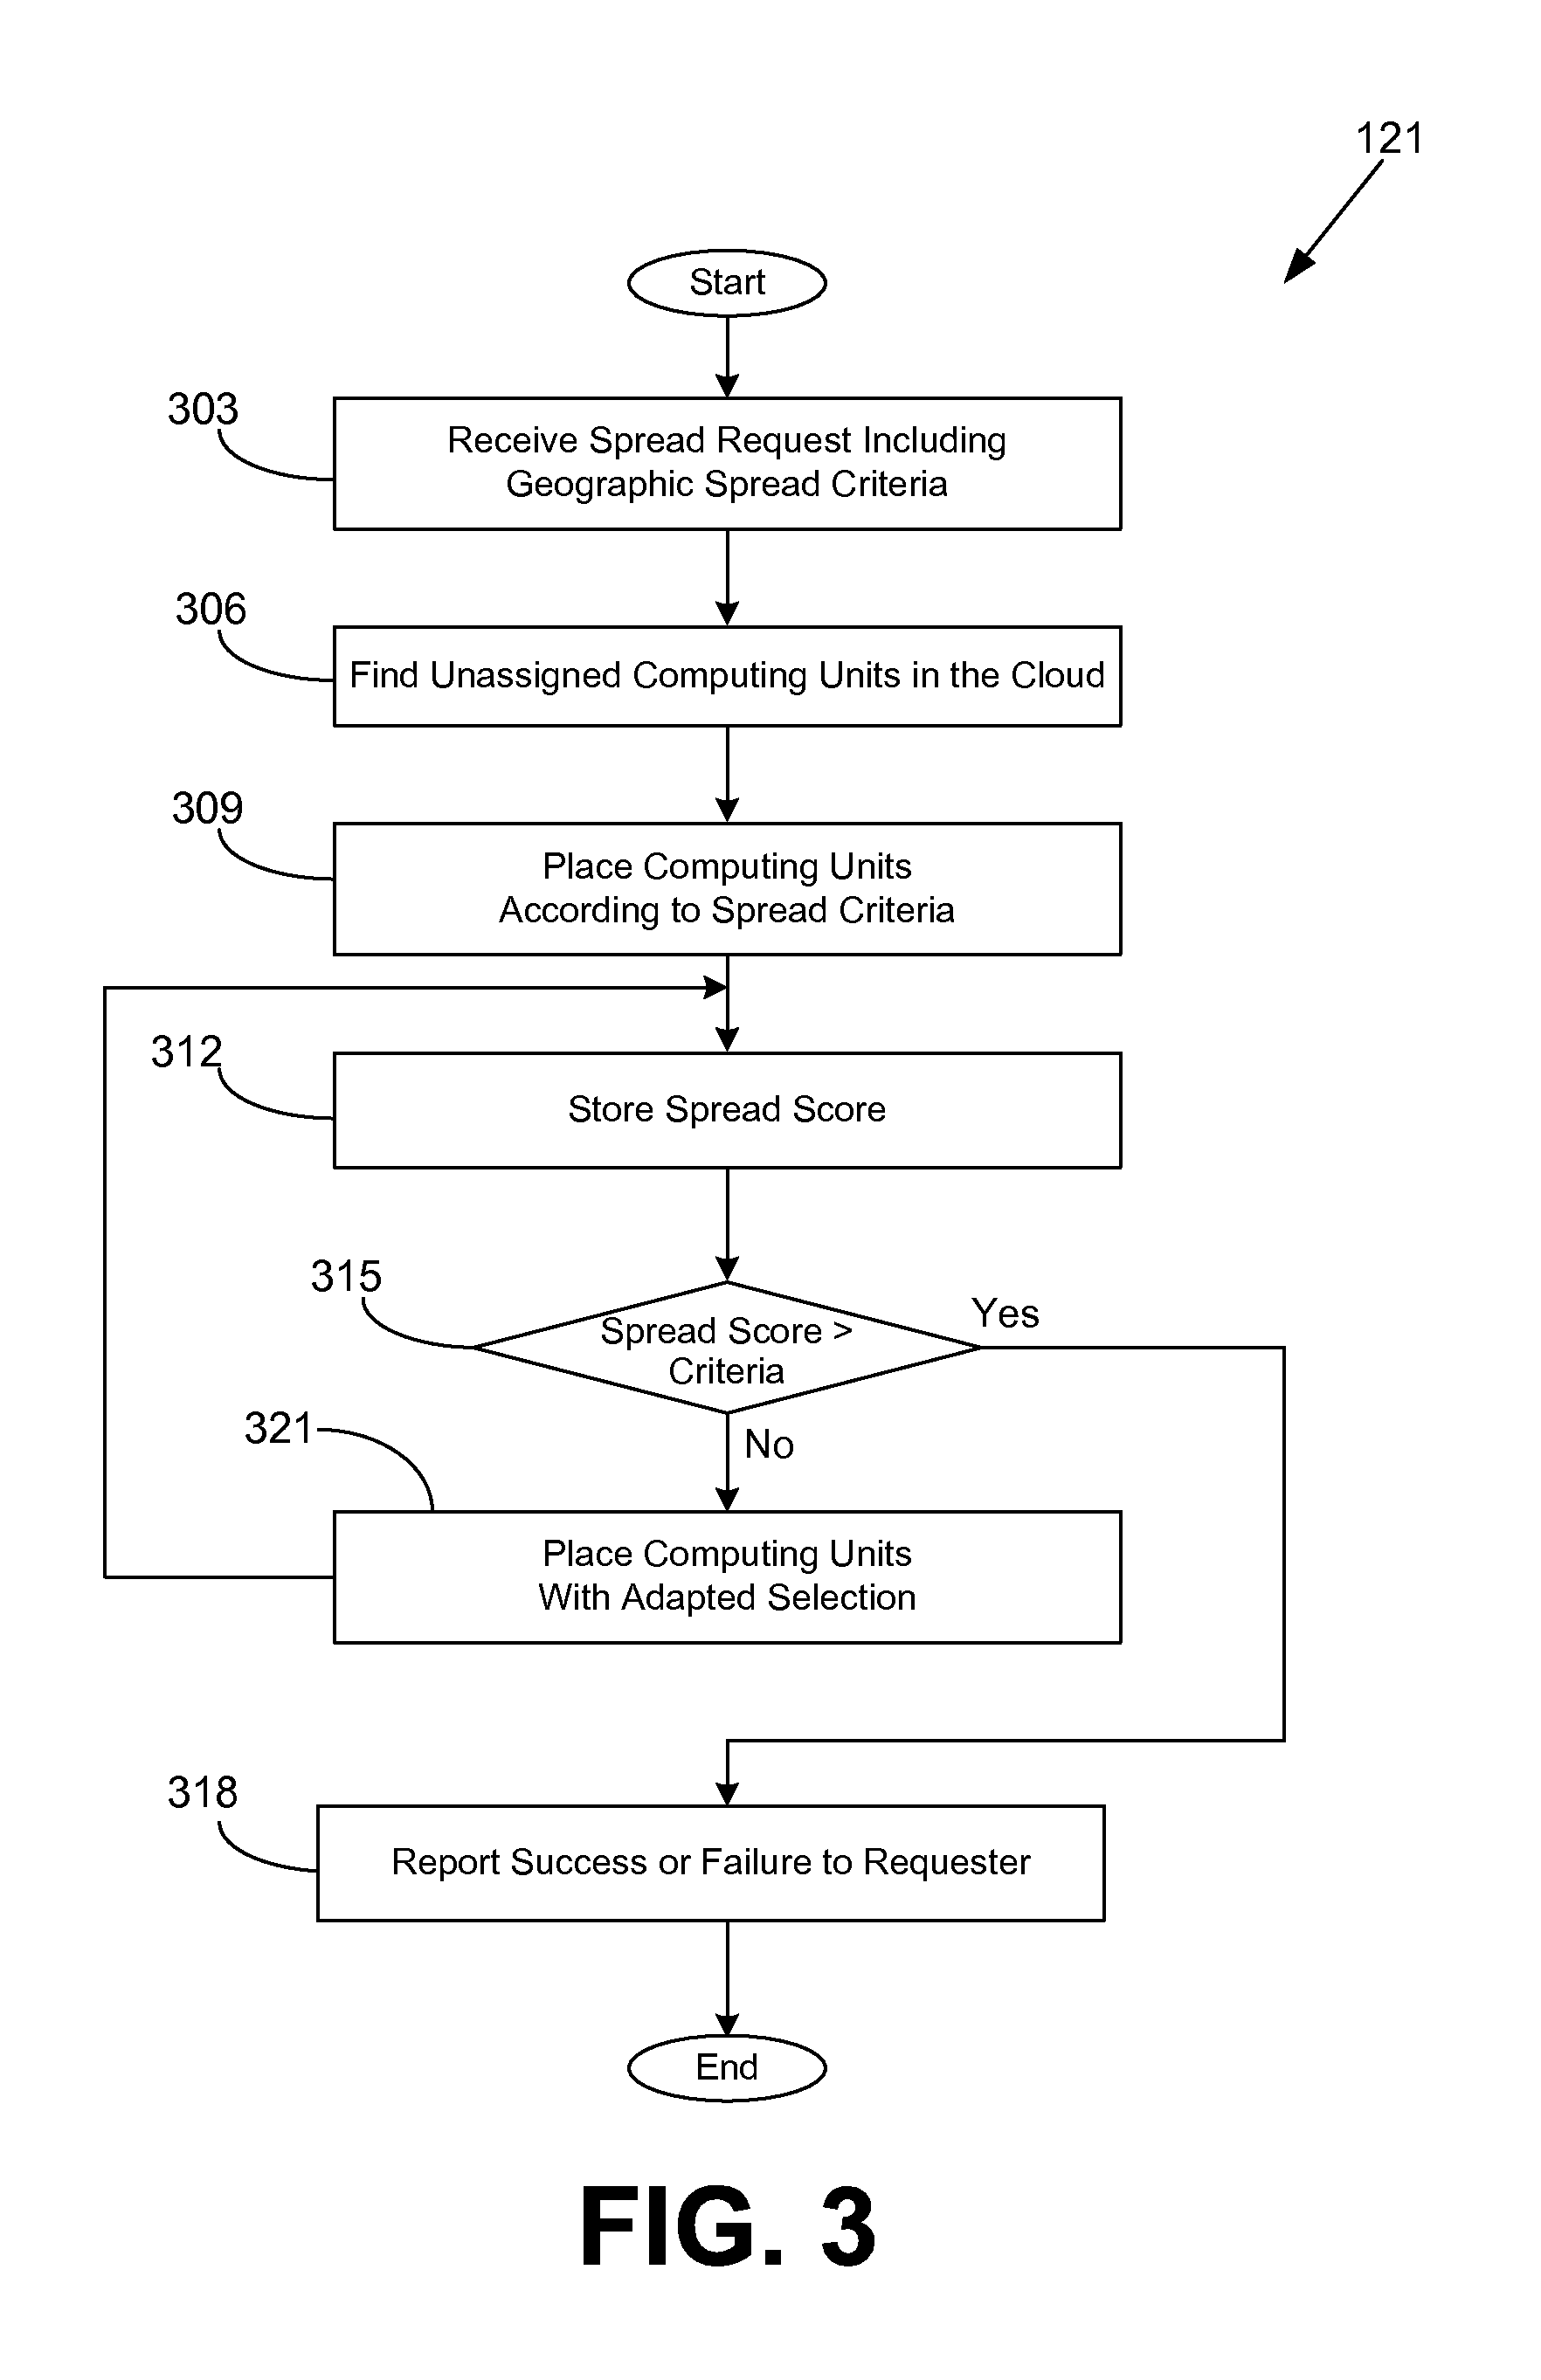 121
Start
303
Receive Spread Request Including
Geographic Spread Criteria
306
Find Unassigned Computing Units in the Cloud
309
Place Computing Units
According to Spread Criteria
312
Store Spread Score
315
Spread Score >
Criteria
Yes
No
321
Place Computing Units
With Adapted Selection
318
Report Success or Failure to Requester
End
FIG. 3